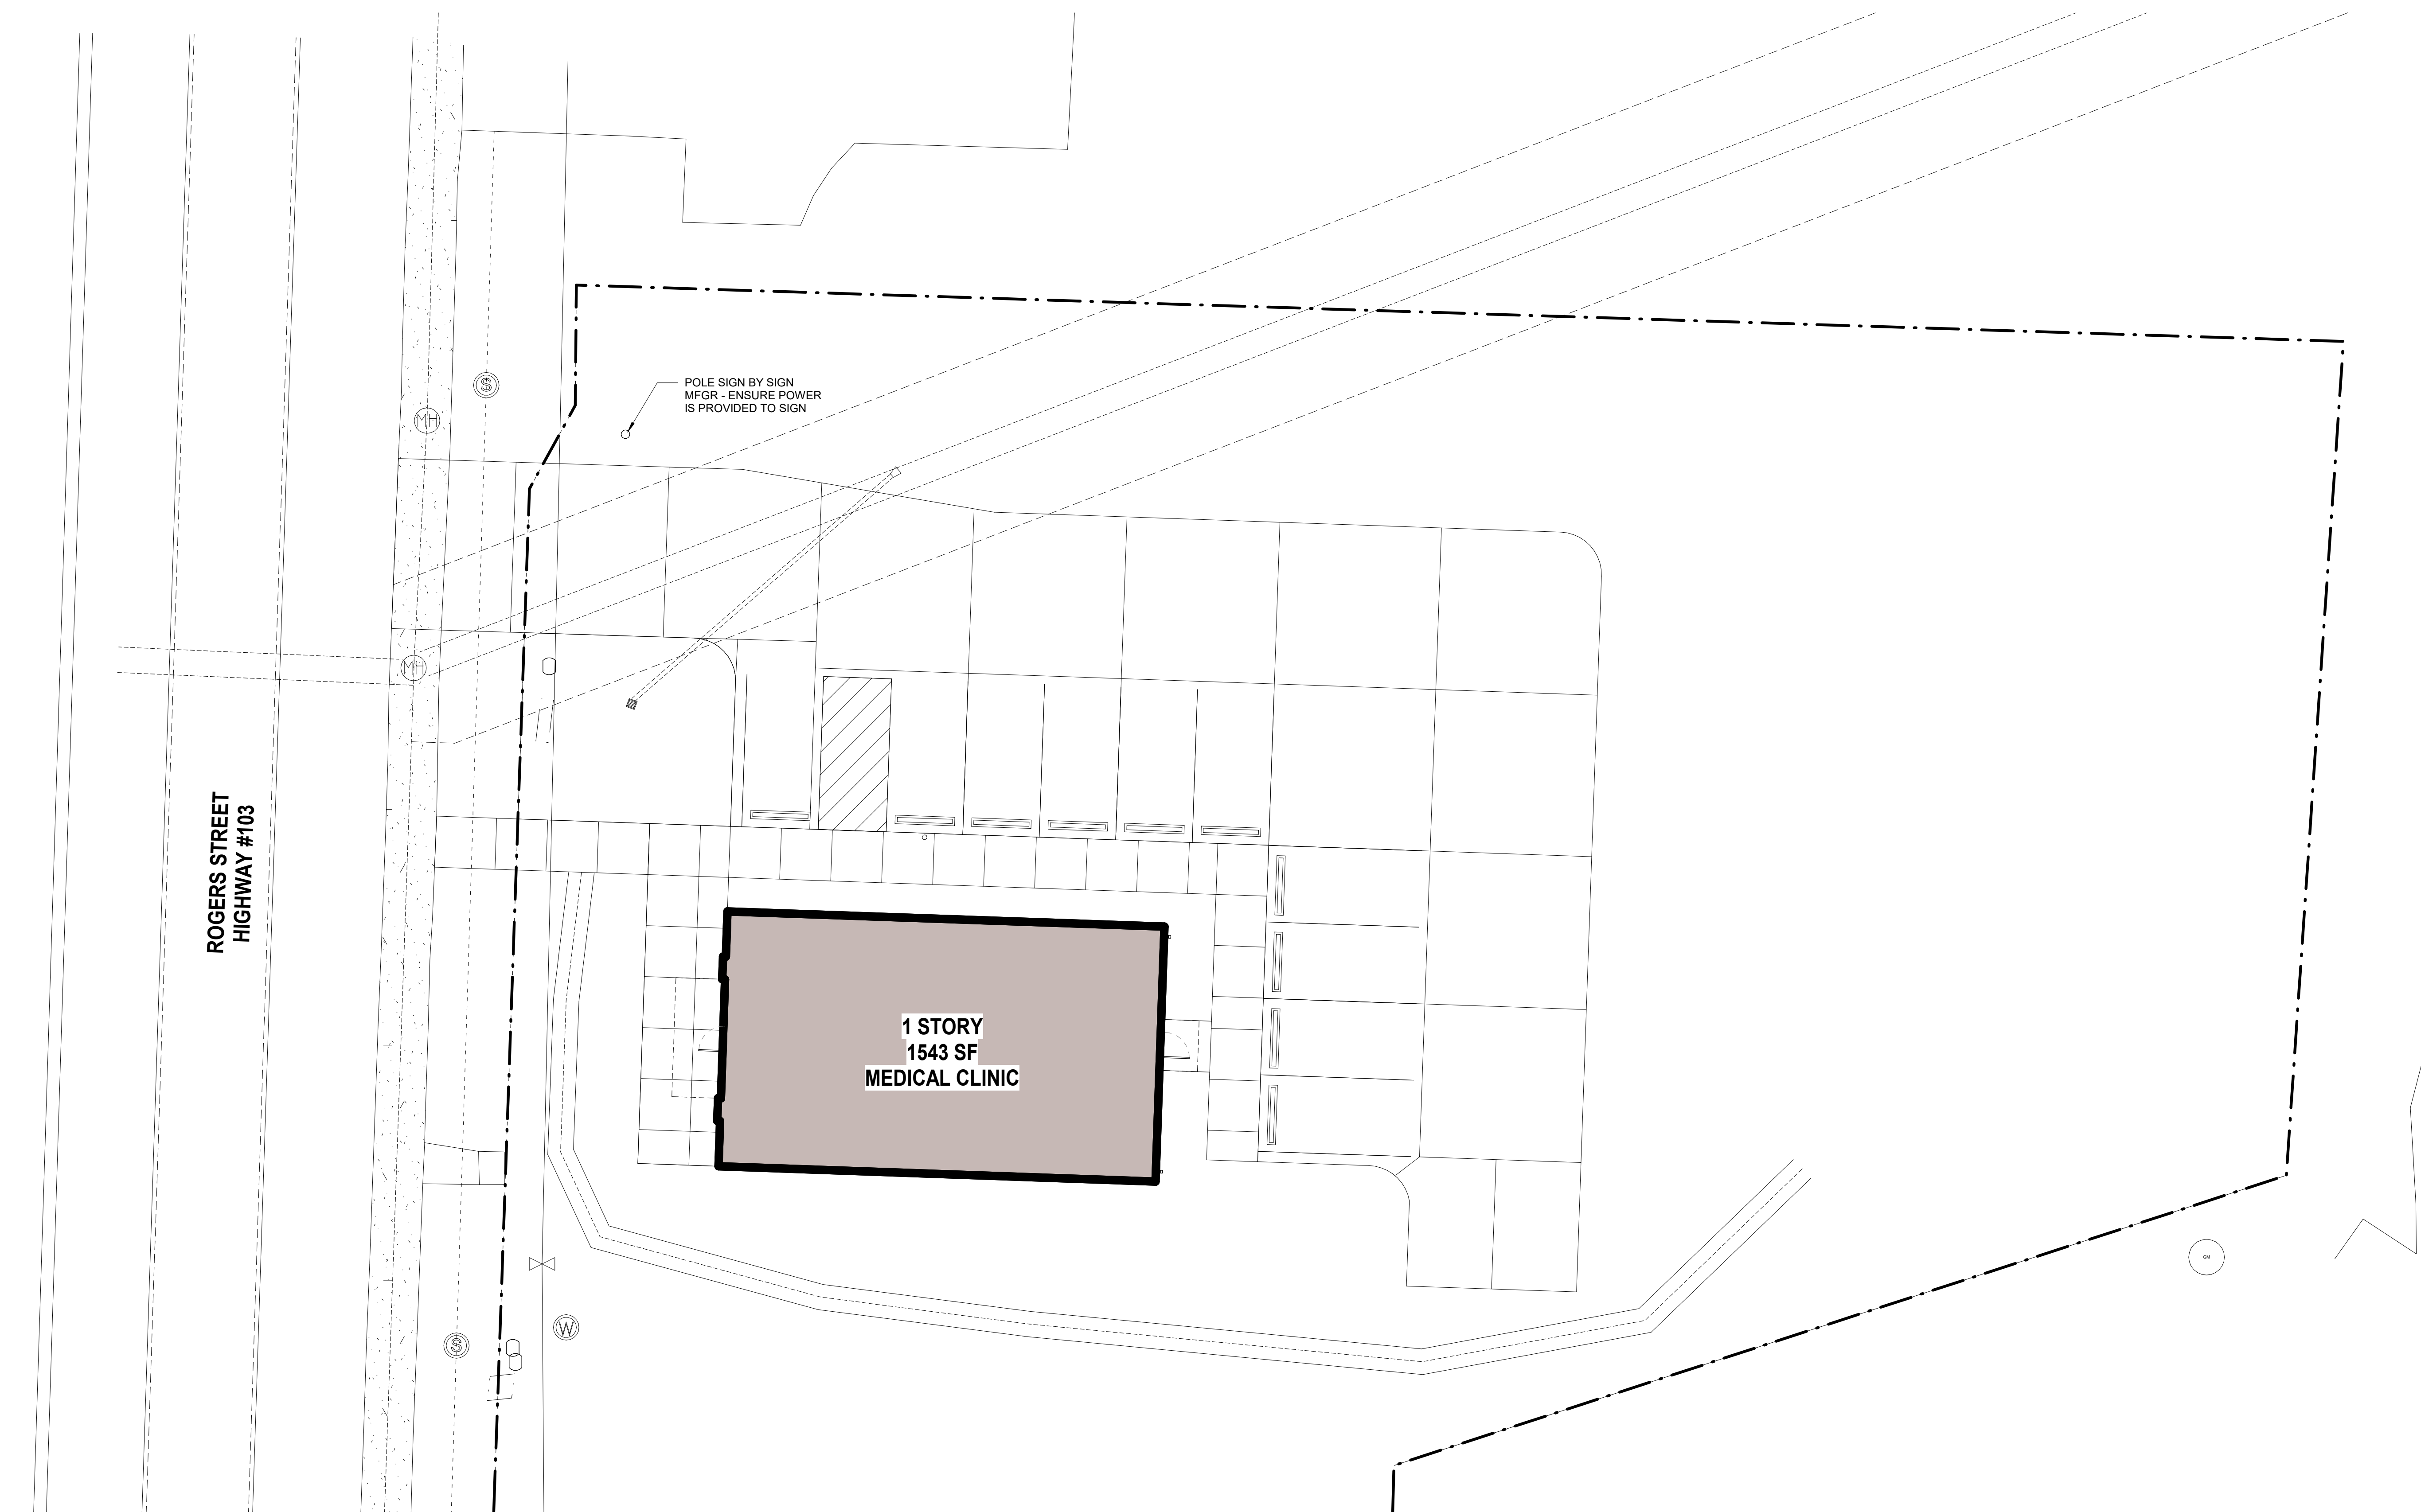 POLE SIGN BY SIGN
MFGR - ENSURE POWER
IS PROVIDED TO SIGN
S
MH
MH
ROGERS STREET
HIGHWAY #103
1 STORY
1543 SF
MEDICAL CLINIC
GM
W
S